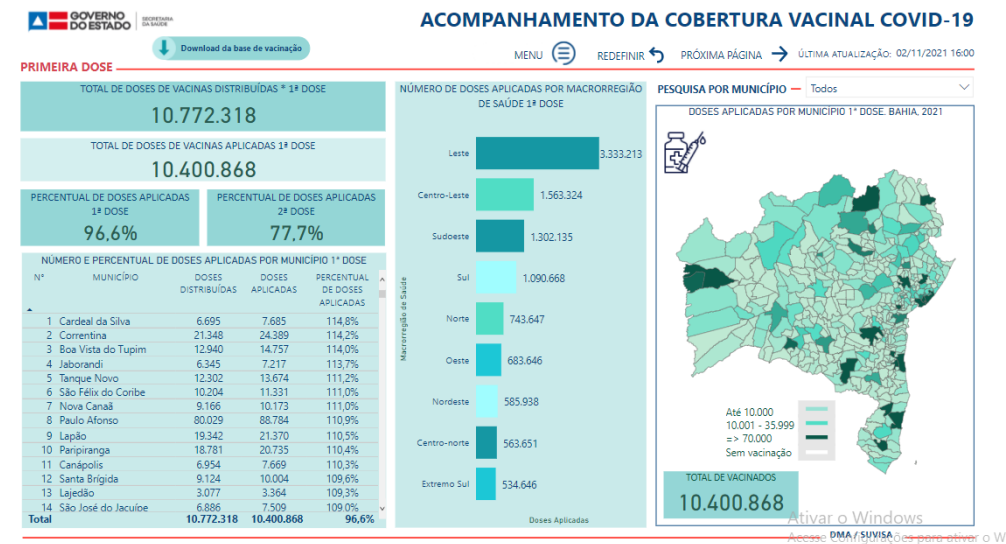 GOVERNO
DO ESTADO
SECRETARIA
DA SAÚDE
ACOMPANHAMENTO DA COBERTURA VACINAL COVID-19
Download da base de vacinação
MENU
REDEFINIR
PRÓXIMA PÁGINA
ÚLTIMA ATUALIZAÇÃO: 02/11/2021 16:00
PRIMEIRA DOSE
TOTAL DE DOSES DE VACINAS DISTRIBUÍDAS * 1ª DOSE
10.772.318
TOTAL DE DOSES DE VACINAS APLICADAS 1ª DOSE
10.400.868
PERCENTUAL DE DOSES APLICADAS
1ª DOSE
96,6%
PERCENTUAL DE DOSES APLICADAS
2ª DOSE
77,7%
NÚMERO E PERCENTUAL DE DOSES APLICADAS POR MUNICÍPIO 1ª DOSE
Nº MUNICÍPIO DOSES DISTRIBUÍDAS DOSES APLICADAS PERCENTUAL DE DOSES APLICADAS
1 Cardeal da Silva 6.695 7.685 114,8%
2 Correntina 21.348 24.389 114,2%
3 Boa Vista do Tupim 12.940 14.757 114,0%
4 Jaborandi 6.345 7.217 113,7%
5 Tanque Novo 12.302 13.674 111,2%
6 São Félix do Coribe 10.204 11.331 111,0%
7 Nova Canaã 9.166 10.173 111,0%
8 Paulo Afonso 80.029 88.784 110,9%
9 Lapão 19.342 21.370 110,5%
10 Paripiranga 18.781 20.735 110,4%
11 Canápolis 6.954 7.669 110,3%
12 Santa Brígida 9.124 10.004 109,6%
13 Lajedão 3.077 3.364 109,3%
14 São José do Jacuípe 6.886 7.509 109,0%
Total 10.772.318 10.400.868 96,6%
NÚMERO DE DOSES APLICADAS POR MACRORREGIÃO
DE SAÚDE 1ª DOSE
Macrorregião de Saúde
Leste 3.333.213
Centro-Leste 1.563.324
Sudoeste 1.302.135
Sul 1.090.668
Norte 743.647
Oeste 683.646
Nordeste 585.938
Centro-norte 563.651
Extremo Sul 534.646
Doses Aplicadas
PESQUISA POR MUNICÍPIO
Todos
DOSES APLICADAS POR MUNICÍPIO 1ª DOSE. BAHIA, 2021
Até 10.000
10.001 - 35.999
=> 70.000
Sem vacinação
TOTAL DE VACINADOS
10.400.868
Ativar o Windows
Acesse Configurações para ativar o W
DMA / SUVISA